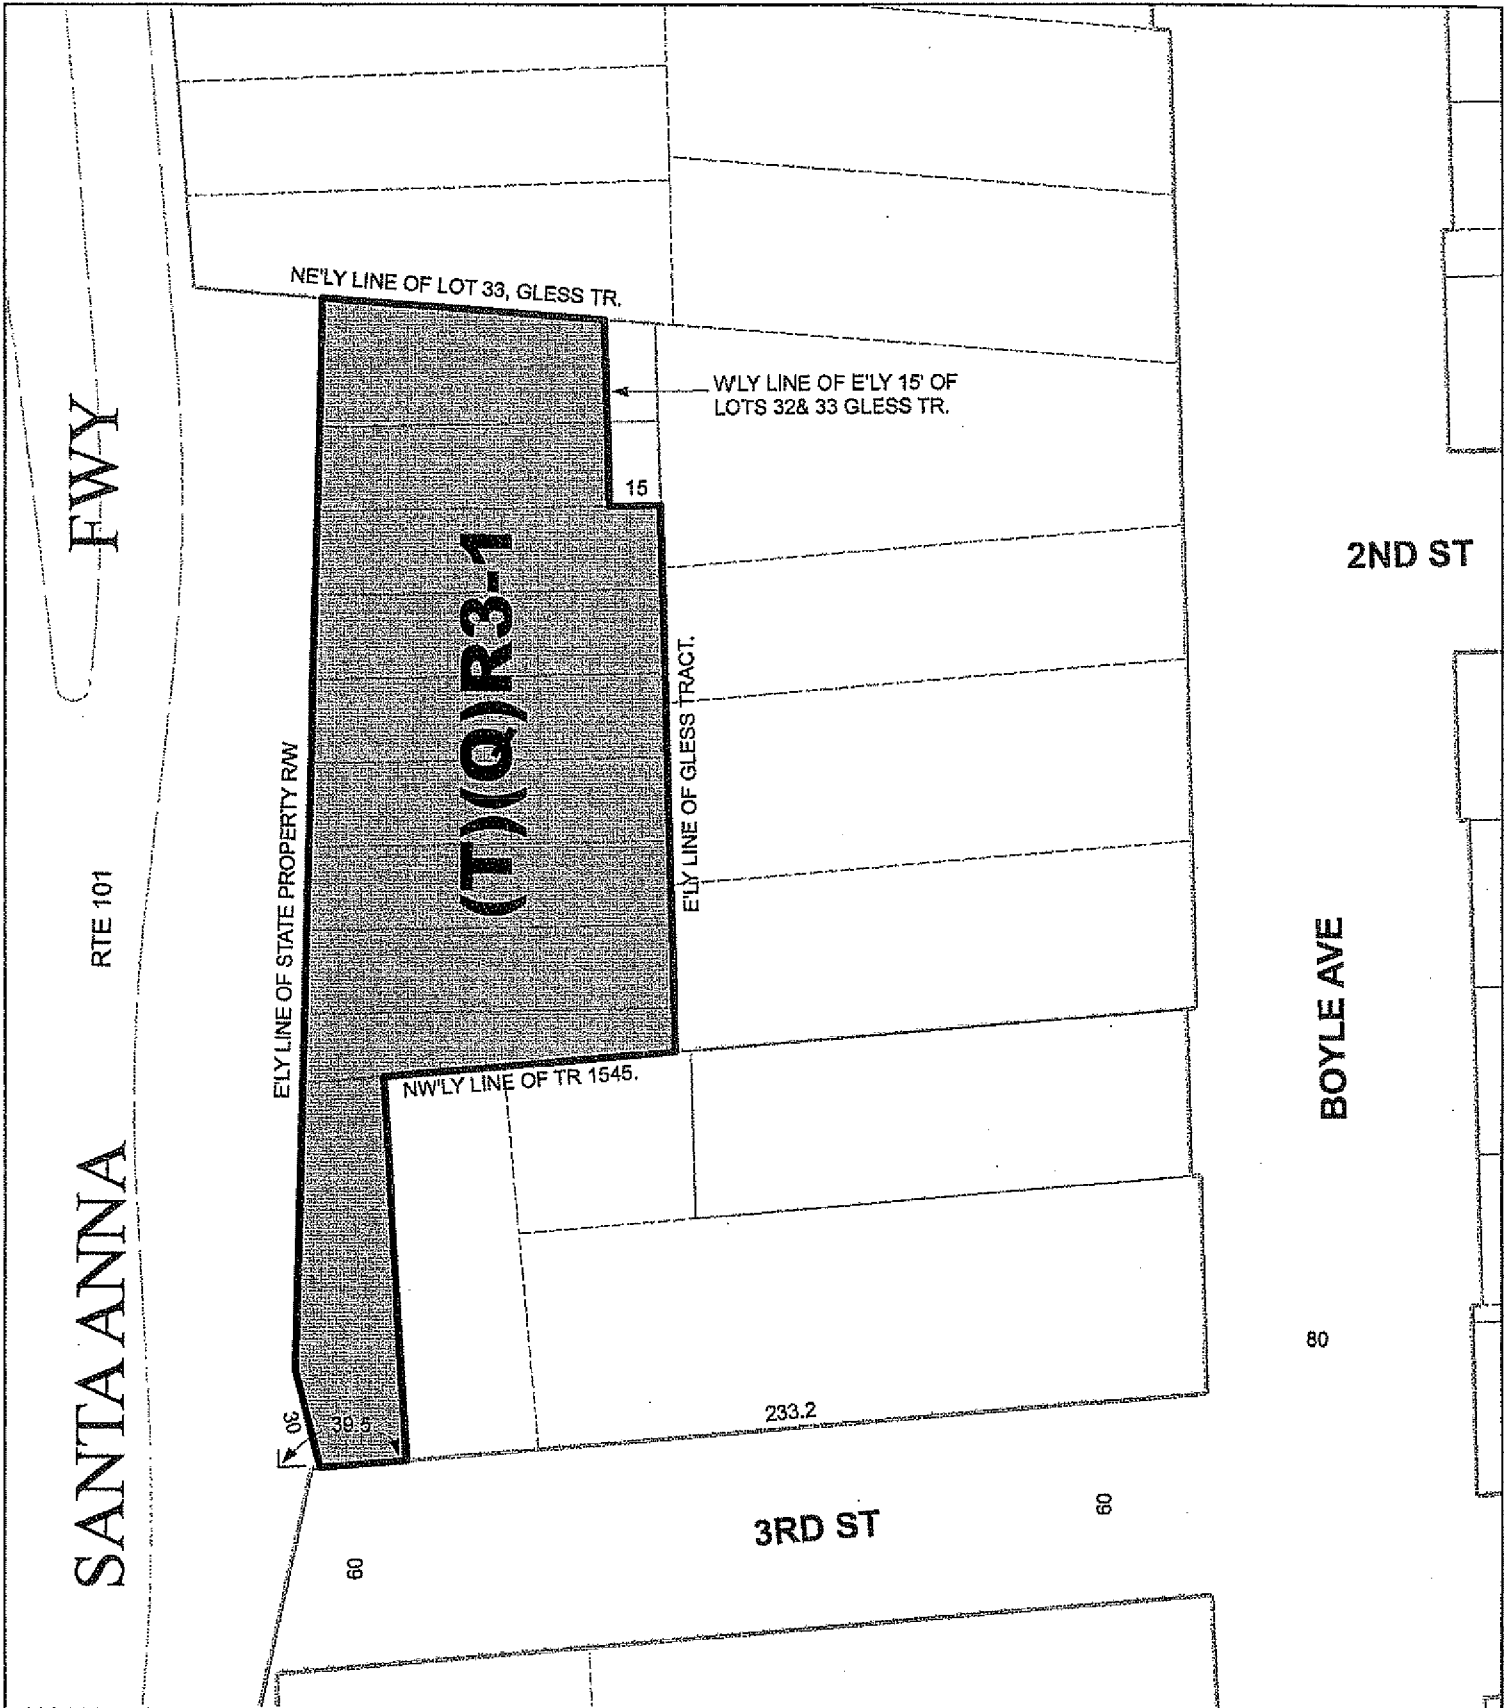 NE'LY LINE OF LOT 33, GLESS TR.
W'LY LINE OF E'LY 15' OF
LOTS 32& 33 GLESS TR.
15
FWY
2ND ST
(T)(Q)R3-1
E'LY LINE OF GLESS TRACT.
E'LY LINE OF STATE PROPERTY R/W
RTE 101
BOYLE AVE
NW'LY LINE OF TR 1545.
SANTA ANNA
80
30
39.5
233.2
3RD ST
60
60